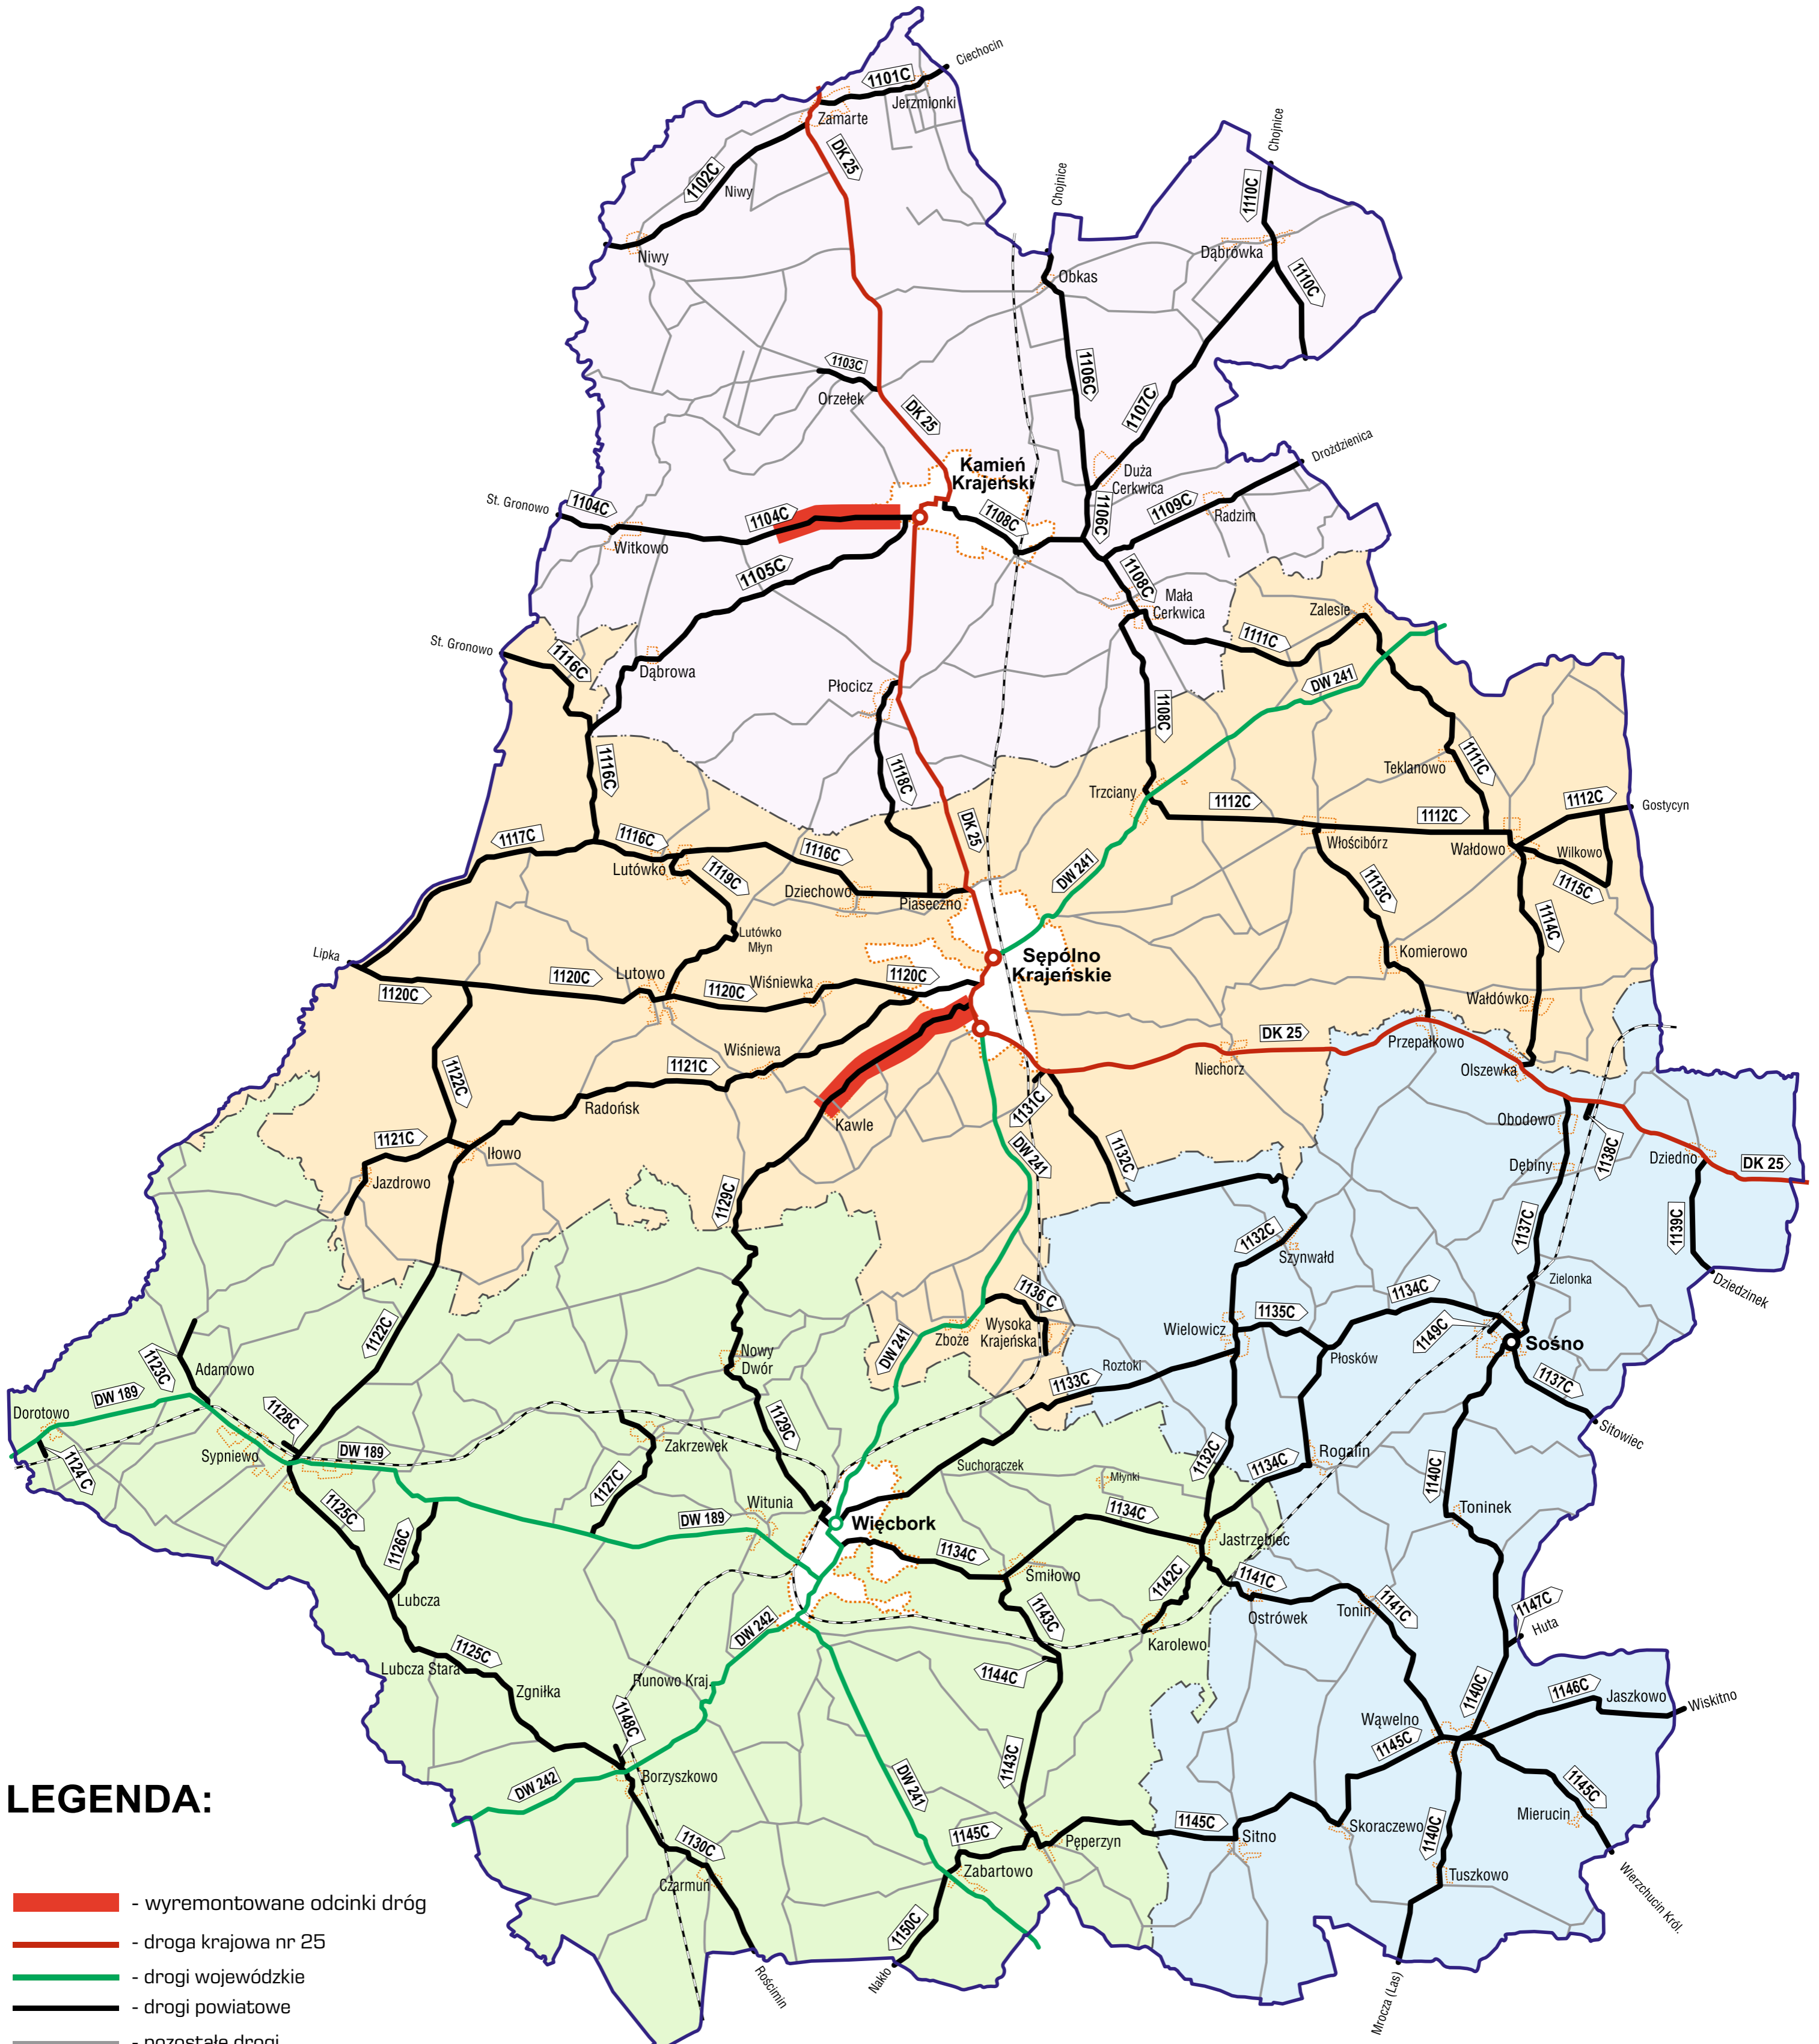 Ciechocin
1101C
Jerzmionki
Zamarte
DK 25
1102C
Niwy
Niwy
Chojnice
Chojnice
1110C
Dąbrówka
1110C
Obkas
1103C
Orzełek
1106C
1107C
DK 25
Kamień
Krajeński
Duża
Cerkwica
Drożdzienica
St. Gronowo
1104C
1104C
Witkowo
1108C
1106C
1109C
Radzim
1105C
1108C
Mała
Cerkwica
Zalesie
1111C
St. Gronowo
1116C
Dąbrowa
Płocicz
DW 241
1108C
1116C
1118C
Teklanowo
1111C
Trzciany
1112C
1112C
1112C
Gostycyn
1117C
1116C
1116C
DK 25
Włościbórz
Wałdowo
Wilkowo
Lutówko
1119C
Dziechowo
Piaseczno
DW 241
1113C
1115C
1114C
Lutówko
Młyn
Lipka
Sępólno
Krajeńskie
Komierowo
1120C
1120C
Lutowo
1120C
Wiśniewka
1120C
Wałdówko
DK 25
Przepałkowo
Wiśniewa
1121C
Niechorz
Olszewka
1122C
Radońsk
Kawle
1131C
Obodowo
1138C
1121C
Iłowo
DW 241
1132C
Dębiny
Dziedno
DK 25
Jazdrowo
1129C
1137C
1139C
1132C
Szynwałd
Zielonka
Dziedzinek
1136 C
1134C
1122C
Zboże
Wysoka
Krajeńska
Wielowicz
1135C
1149C
Sośno
1123C
Adamowo
Nowy
Dwór
DW 241
Roztoki
1133C
Płosków
1137C
DW 189
Dorotowo
1128C
1129C
Sitowiec
1124 C
Sypniewo
DW 189
Zakrzewek
Suchorączek
Młynki
1132C
1134C
Rogalin
1140C
1125C
1127C
Witunia
DW 189
Więcbork
1134C
Toninek
1126C
1134C
Śmiłowo
Jastrzębiec
1142C
1141C
Lubcza
DW 242
1143C
Ostrówek
Tonin
1141C
1147C
Huta
Karolewo
1125C
Lubcza Stara
Runowo Kraj.
1144C
Zgniłka
1148C
1140C
1146C
Jaszkowo
Wiskitno
Wąwelno
1145C
DW 242
Borzyszkowo
DW 241
1143C
1145C
Mierucin
LEGENDA:
1130C
1145C
Pęperzyn
1145C
Sitno
Skoraczewo
1140C
Czarmuń
Zabartowo
Tuszkowo
Wierzchucin Król.
- wyremontowane odcinki dróg
1150C
- droga krajowa nr 25
Rościmin
Nakło
- drogi wojewódzkie
Mrocza (Las)
- drogi powiatowe
- pozostałe drogi